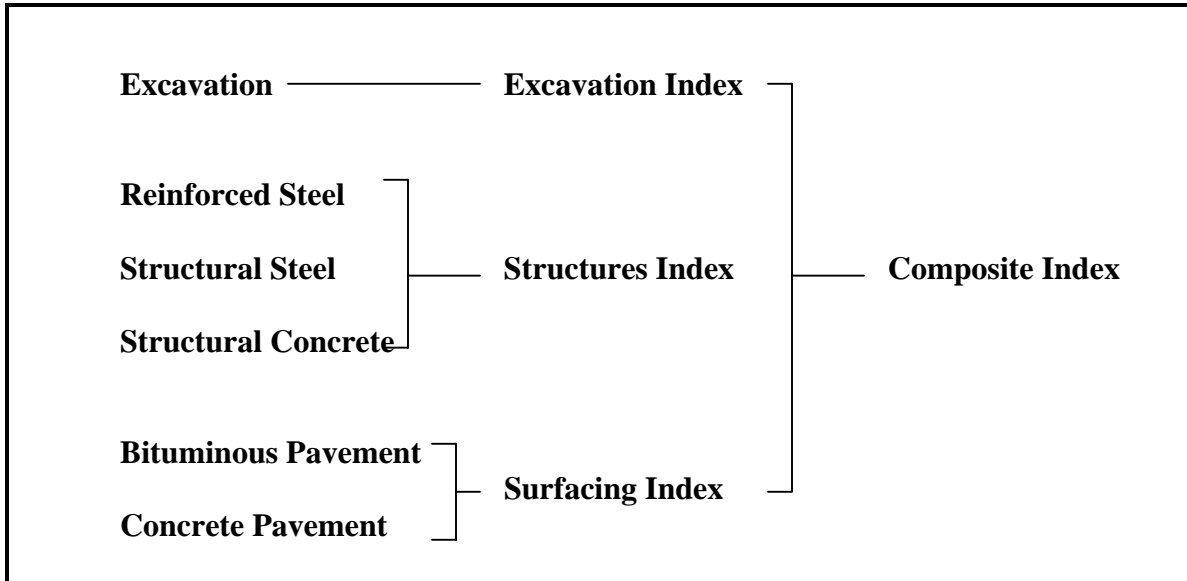 Excavation
Excavation Index
Reinforced Steel
Structural Steel
Structures Index
Composite Index
Structural Concrete
Bituminous Pavement
Surfacing Index
Concrete Pavement